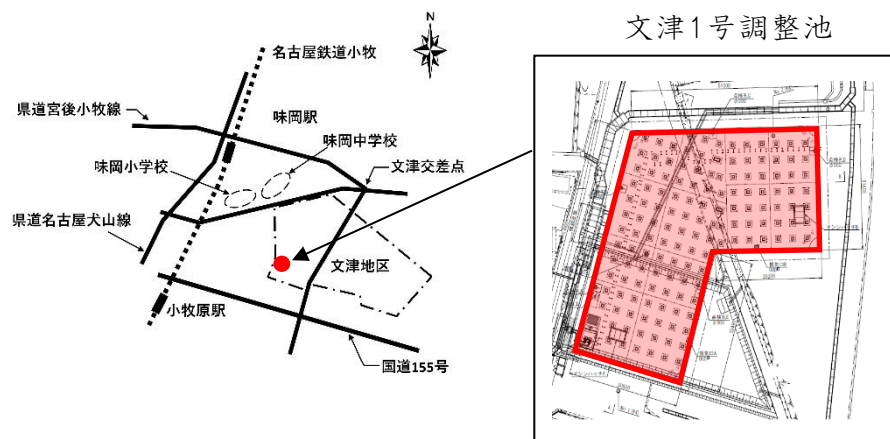 文津1号調整池
N
名古屋鉄道小牧
県道宮後小牧線
味岡駅
味岡中学校
味岡小学校
文津交差点
県道名古屋犬山線
文津地区
小牧原駅
国道155号